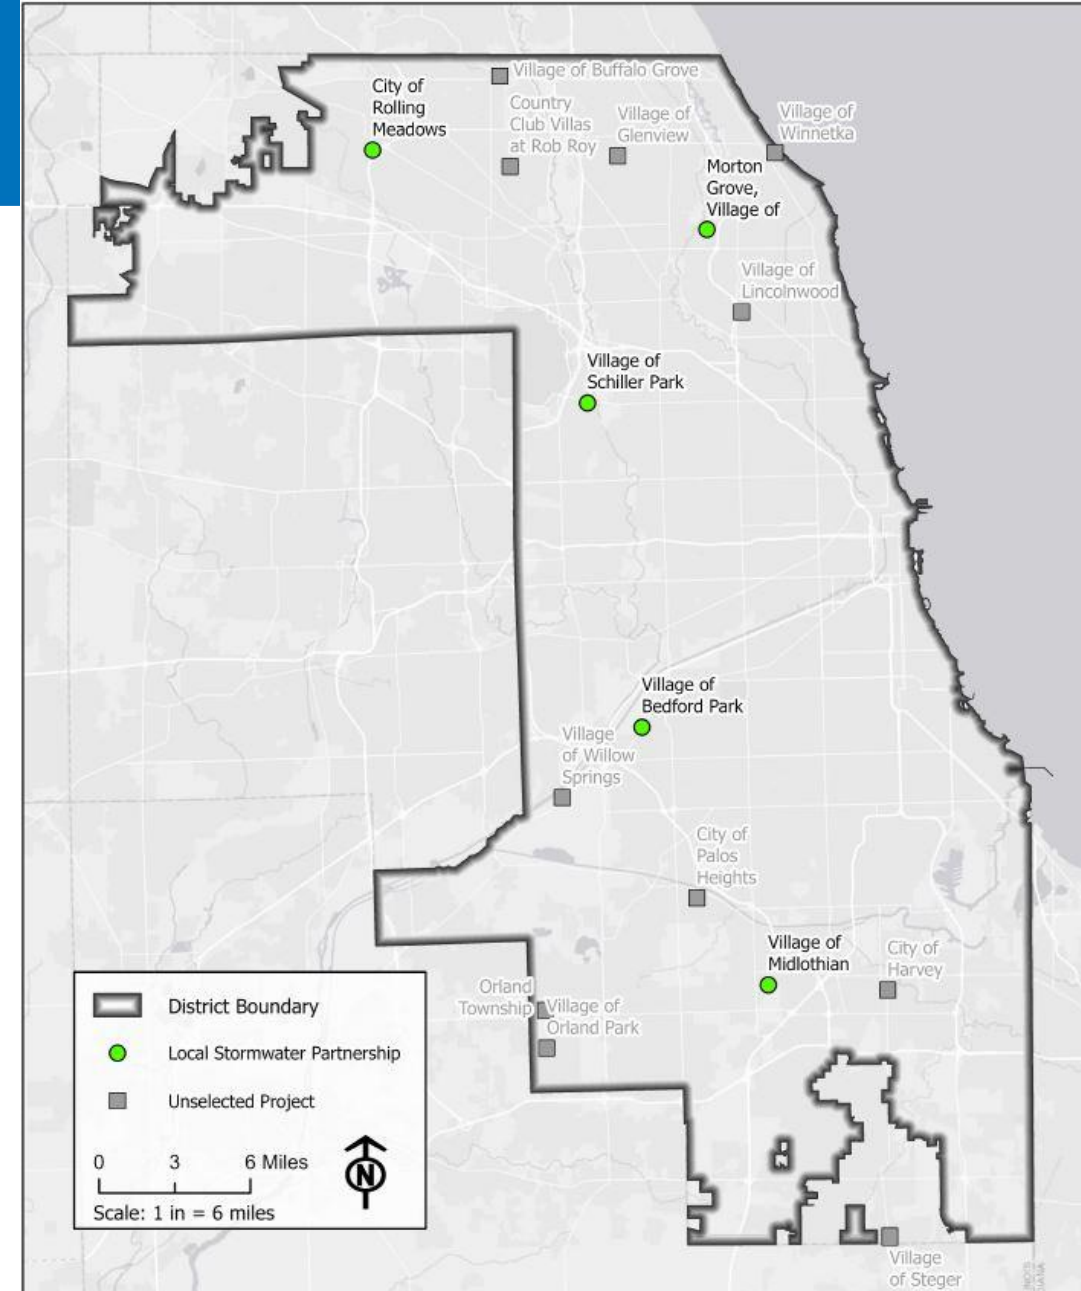 Village of Buffalo Grove
City of
Rolling
Meadows
Country
Club Villas
at Rob Roy
Village of
Glenview
Village of
Winnetka
Morton
Grove,
Village of
Village of
Lincolnwood
Village of
Schiller Park
Village of
Bedford Park
Village
of Willow
Springs
City of
Palos
Heights
Village of
Midlothian
City of
Harvey
Orland
Township
Village of
Orland Park
District Boundary
Local Stormwater Partnership
Unselected Project
0 3 6 Miles
Scale: 1 in = 6 miles
N
Village
of Steger